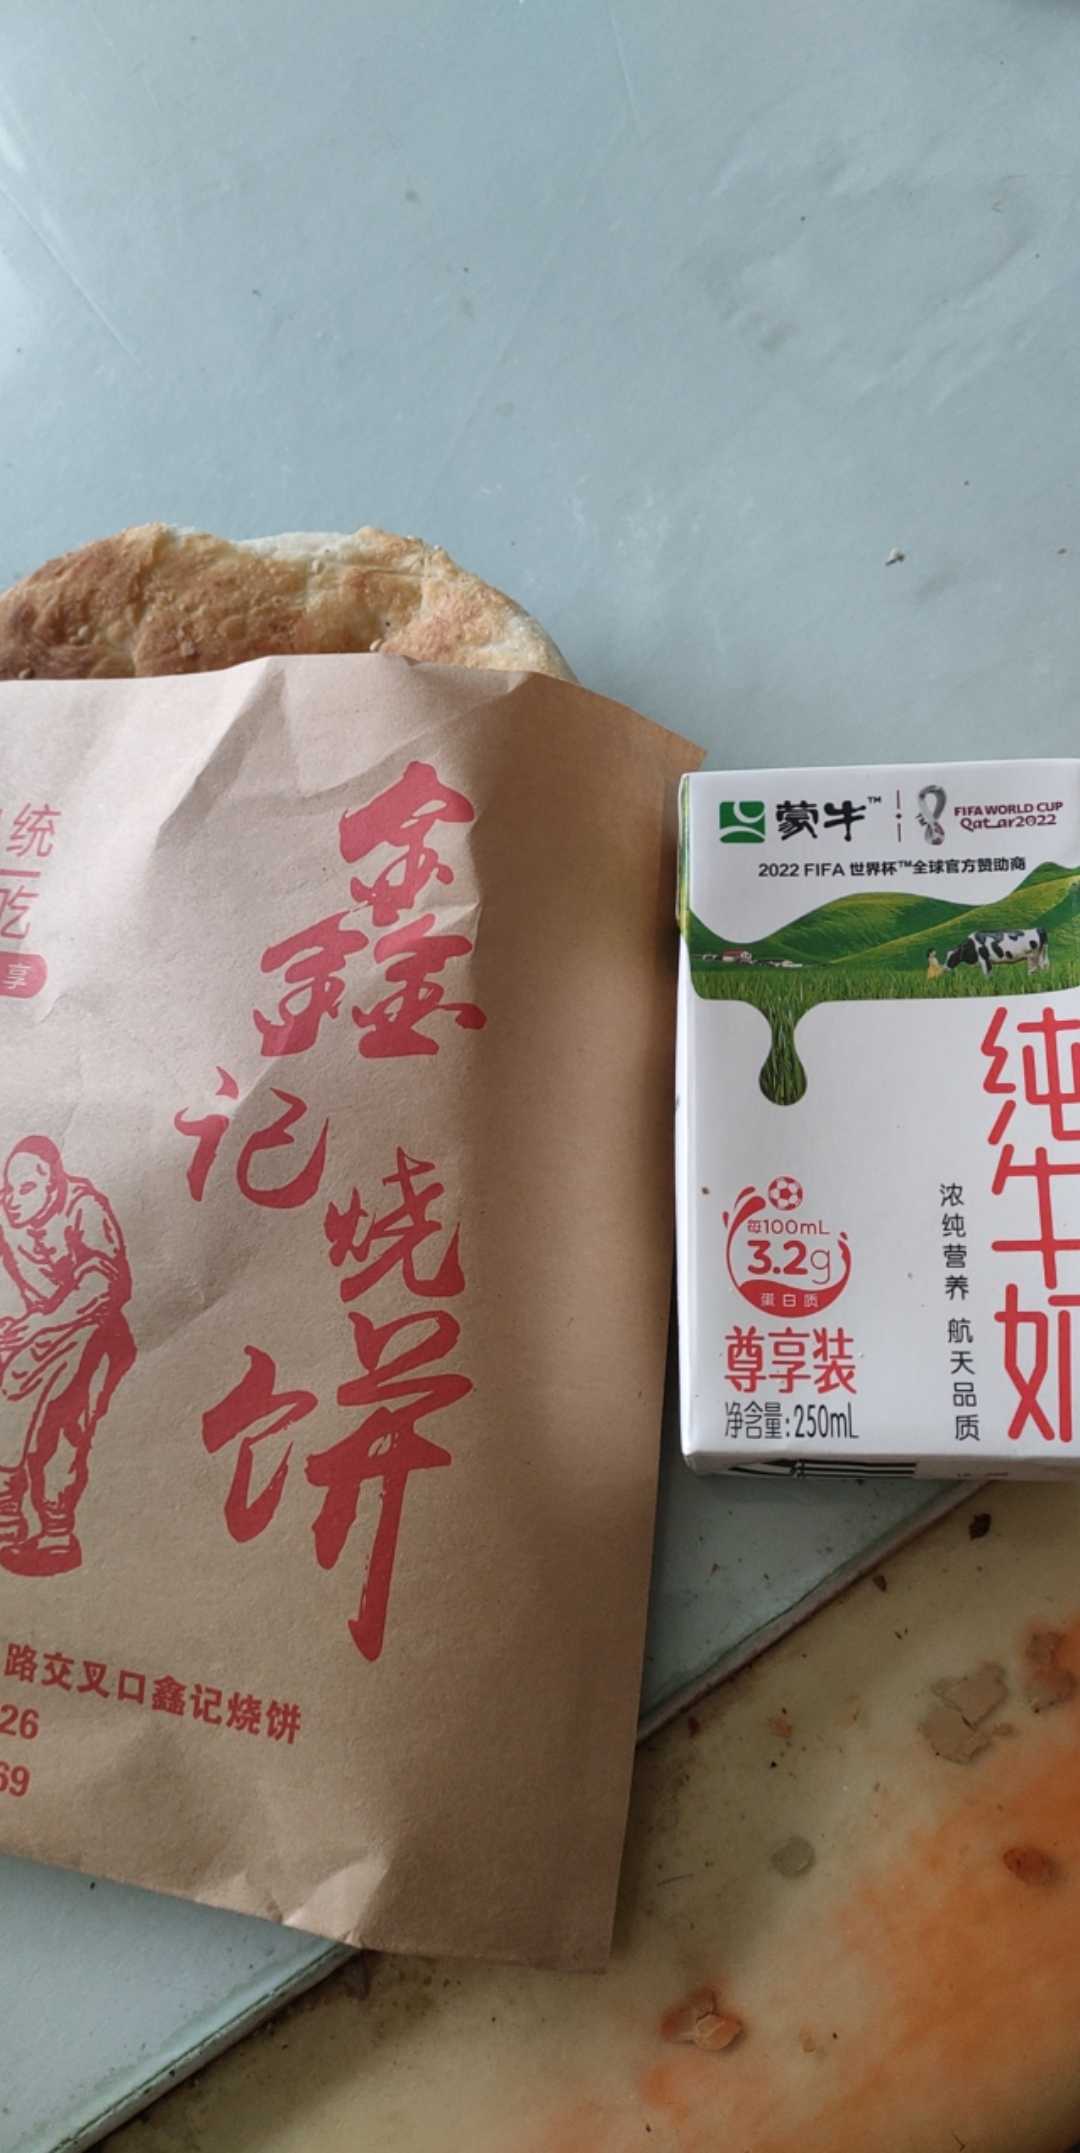 统
吃
享
鑫
记
烧
饼
路交叉口鑫记烧饼
26
69
蒙牛™
FIFA WORLD CUP
Qatar2022
2022 FIFA 世界杯™全球官方赞助商
纯牛奶
浓纯营养 航天品质
每100mL
3.2g
蛋白质
尊享装
净含量:250mL